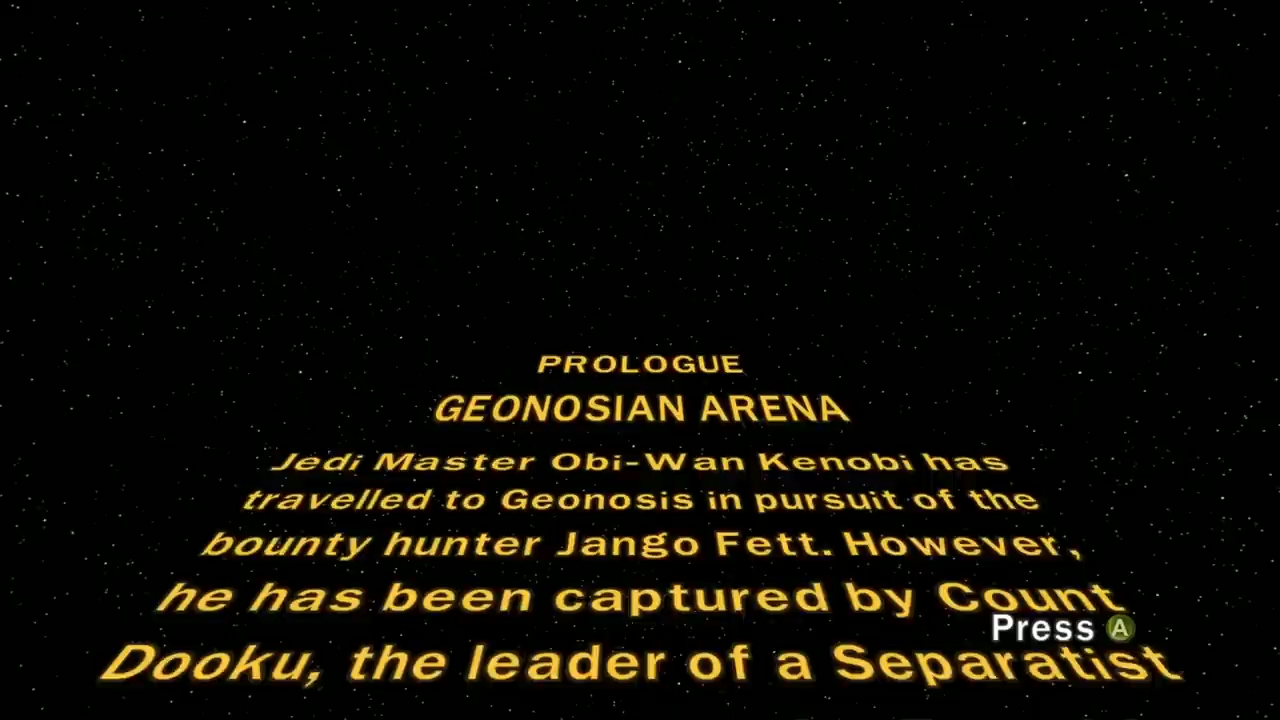 PROLOGUE
GEONOSIAN ARENA
Jedi Master Obi-Wan Kenobi has
travelled to Geonosis in pursuit of the
bounty hunter Jango Fett. However,
he has been captured by Count
Press A
Dooku, the leader of a Separatist